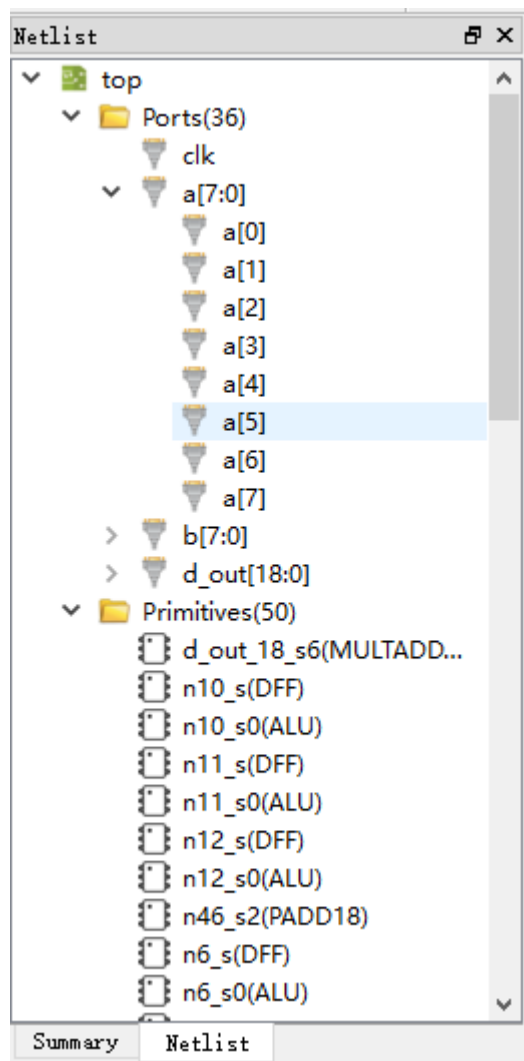 Netlist
top
Ports(36)
clk
a[7:0]
a[0]
a[1]
a[2]
a[3]
a[4]
a[5]
a[6]
a[7]
b[7:0]
d_out[18:0]
Primitives(50)
d_out_18_s6(MULTADD...
n10_s(DFF)
n10_s0(ALU)
n11_s(DFF)
n11_s0(ALU)
n12_s(DFF)
n12_s0(ALU)
n46_s2(PADD18)
n6_s(DFF)
n6_s0(ALU)
Summary Netlist